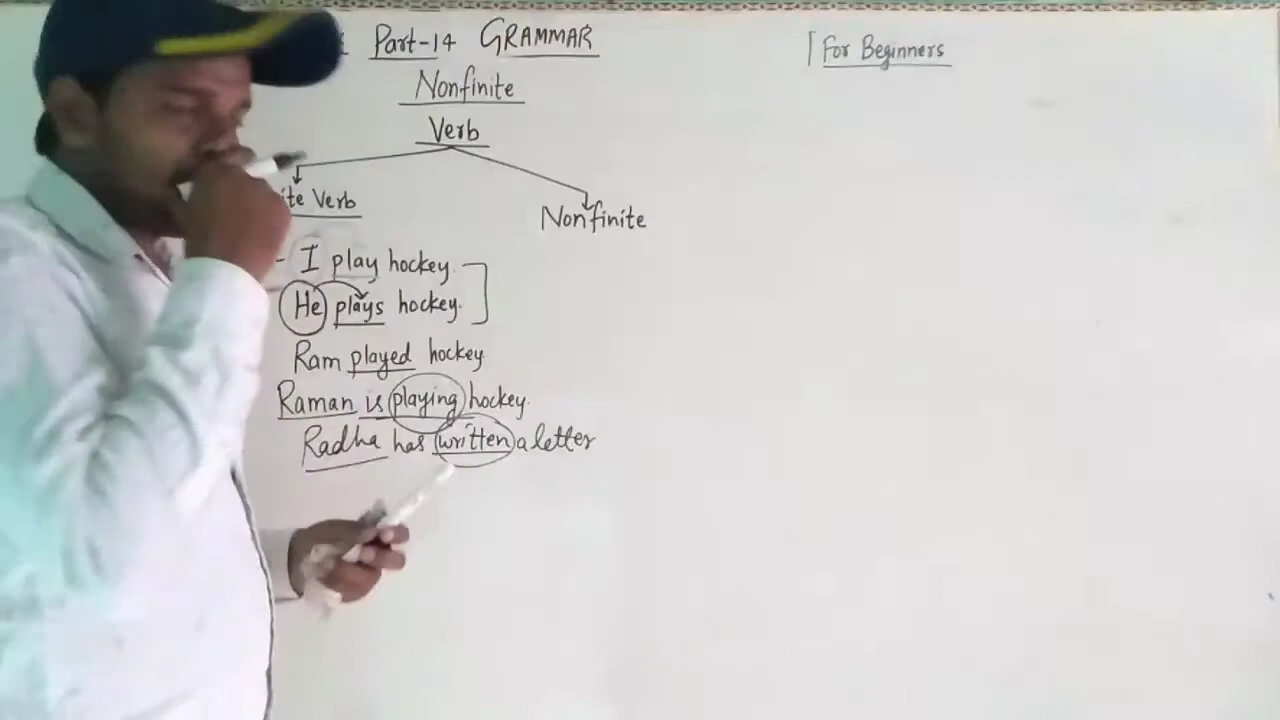 Part-14 GRAMMAR
[For Beginners
Nonfinite
Verb
ite Verb
Nonfinite
- I play hockey.
He plays hockey.
Ram played hockey
Raman is playing hockey.
Radha has written a letter